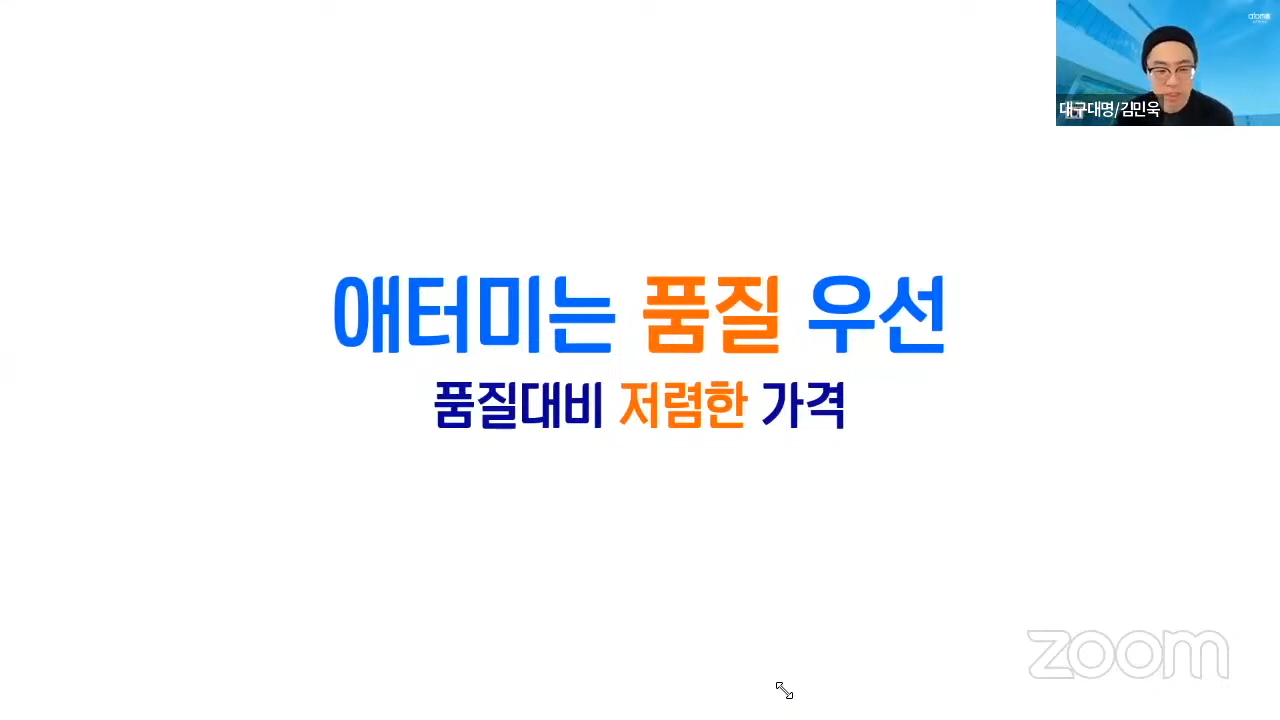 대구대명/김민욱
애터미는 품질 우선
품질대비 저렴한 가격
zoom